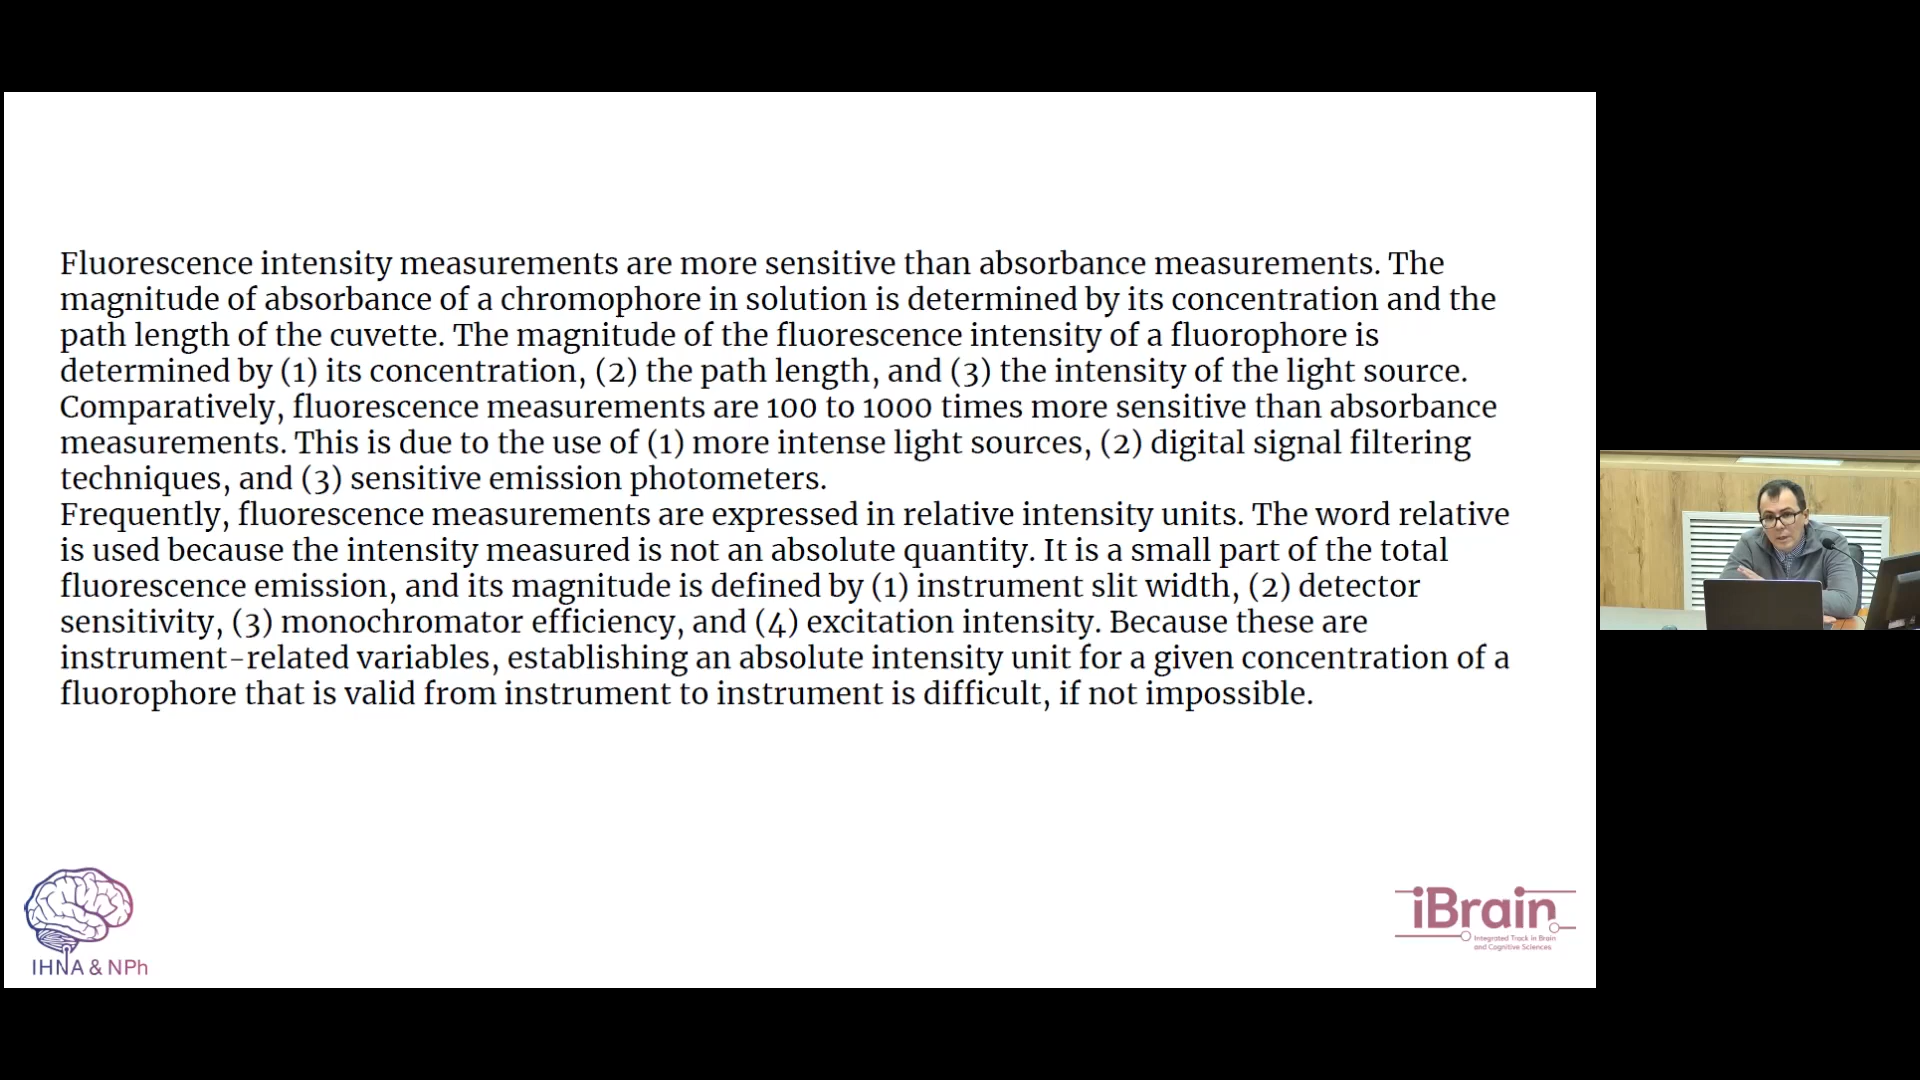 Fluorescence intensity measurements are more sensitive than absorbance measurements. The
magnitude of absorbance of a chromophore in solution is determined by its concentration and the
path length of the cuvette. The magnitude of the fluorescence intensity of a fluorophore is
determined by (1) its concentration, (2) the path length, and (3) the intensity of the light source.
Comparatively, fluorescence measurements are 100 to 1000 times more sensitive than absorbance
measurements. This is due to the use of (1) more intense light sources, (2) digital signal filtering
techniques, and (3) sensitive emission photometers.
Frequently, fluorescence measurements are expressed in relative intensity units. The word relative
is used because the intensity measured is not an absolute quantity. It is a small part of the total
fluorescence emission, and its magnitude is defined by (1) instrument slit width, (2) detector
sensitivity, (3) monochromator efficiency, and (4) excitation intensity. Because these are
instrument-related variables, establishing an absolute intensity unit for a given concentration of a
fluorophore that is valid from instrument to instrument is difficult, if not impossible.
IHNA & NPh
iBrain
Integrated Track in Brain
and Cognitive Sciences